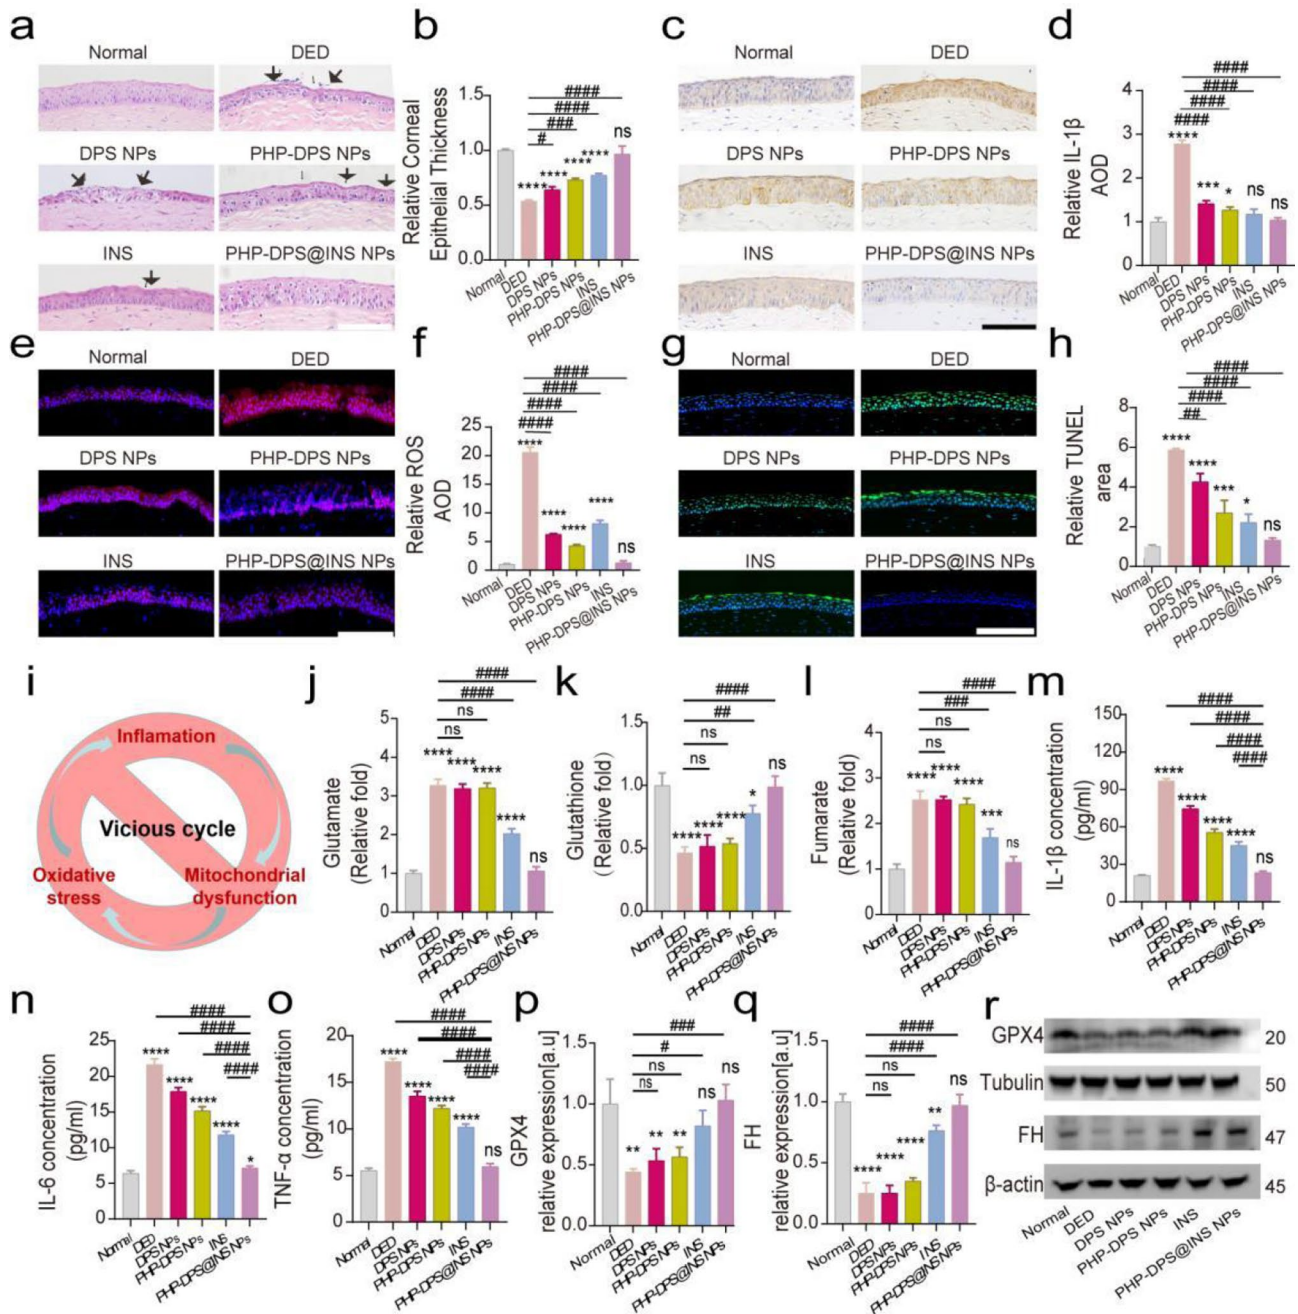 a
Normal
DED
DPS NPs
PHP-DPS NPs
INS
PHP-DPS@INS NPs
b
Relative Corneal
Epithelial Thickness
1.5
1.0
0.5
0.0
####
####
###
#
ns
****
****
****
****
Normal
DED
DPS NPs
PHP-DPS NPs
INS
PHP-DPS@INS NPs
c
Normal
DED
DPS NPs
PHP-DPS NPs
INS
PHP-DPS@INS NPs
d
Relative IL-1β
AOD
4
3
2
1
0
####
####
####
####
****
***
*
ns
ns
Normal
DED
DPS NPs
PHP-DPS NPs
INS
PHP-DPS@INS NPs
e
Normal
DED
DPS NPs
PHP-DPS NPs
INS
PHP-DPS@INS NPs
f
Relative ROS
AOD
25
20
15
10
5
0
####
####
####
####
****
****
****
****
ns
Normal
DED
DPS NPs
PHP-DPS NPs
INS
PHP-DPS@INS NPs
g
Normal
DED
DPS NPs
PHP-DPS NPs
INS
PHP-DPS@INS NPs
h
Relative TUNEL
area
8
6
4
2
0
####
####
####
##
****
****
***
*
ns
Normal
DED
DPS NPs
PHP-DPS NPs
INS
PHP-DPS@INS NPs
i
Inflamation
Vicious cycle
Oxidative
stress
Mitochondrial
dysfunction
j
Glutamate
(Relative fold)
5
4
3
2
1
0
####
####
ns
ns
****
****
****
****
ns
Normal
DED
DPS NPs
PHP-DPS NPs
INS
PHP-DPS@INS NPs
k
Glutathione
(Relative fold)
1.5
1.0
0.5
0.0
####
##
ns
ns
****
****
****
*
ns
Normal
DED
DPS NPs
PHP-DPS NPs
INS
PHP-DPS@INS NPs
l
Fumarate
(Relative fold)
4
3
2
1
0
####
###
ns
ns
****
****
****
***
ns
Normal
DED
DPS NPs
PHP-DPS NPs
INS
PHP-DPS@INS NPs
m
IL-1β concentration
(pg/ml)
150
120
90
60
30
0
####
####
####
####
****
****
****
****
ns
Normal
DED
DPS NPs
PHP-DPS NPs
INS
PHP-DPS@INS NPs
n
IL-6 concentration
(pg/ml)
25
20
15
10
5
0
####
####
####
####
****
****
****
****
*
Normal
DED
DPS NPs
PHP-DPS NPs
INS
PHP-DPS@INS NPs
o
TNF-α concentration
(pg/ml)
20
15
10
5
0
####
####
####
####
****
****
****
****
ns
Normal
DED
DPS NPs
PHP-DPS NPs
INS
PHP-DPS@INS NPs
p
GPX4
relative expression[a.u]
1.5
1.0
0.5
0.0
###
#
ns
ns
**
**
**
ns
ns
Normal
DED
DPS NPs
PHP-DPS NPs
INS
PHP-DPS@INS NPs
q
FH
relative expression[a.u]
1.5
1.0
0.5
0.0
####
####
ns
ns
****
****
****
**
ns
Normal
DED
DPS NPs
PHP-DPS NPs
INS
PHP-DPS@INS NPs
r
GPX4
20
Tubulin
50
FH
47
β-actin
45
Normal
DED
DPS NPs
PHP-DPS NPs
INS
PHP-DPS@INS NPs